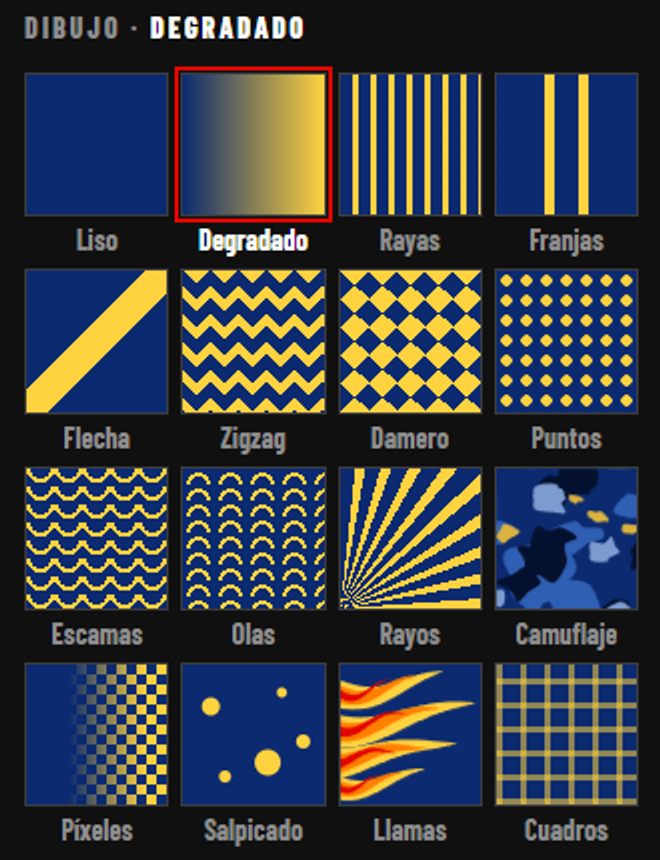 DIBUJO · DEGRADADO
Liso Degradado Rayas Franjas
Flecha Zigzag Damero Puntos
Escamas Olas Rayos Camuflaje
Píxeles Salpicado Llamas Cuadros